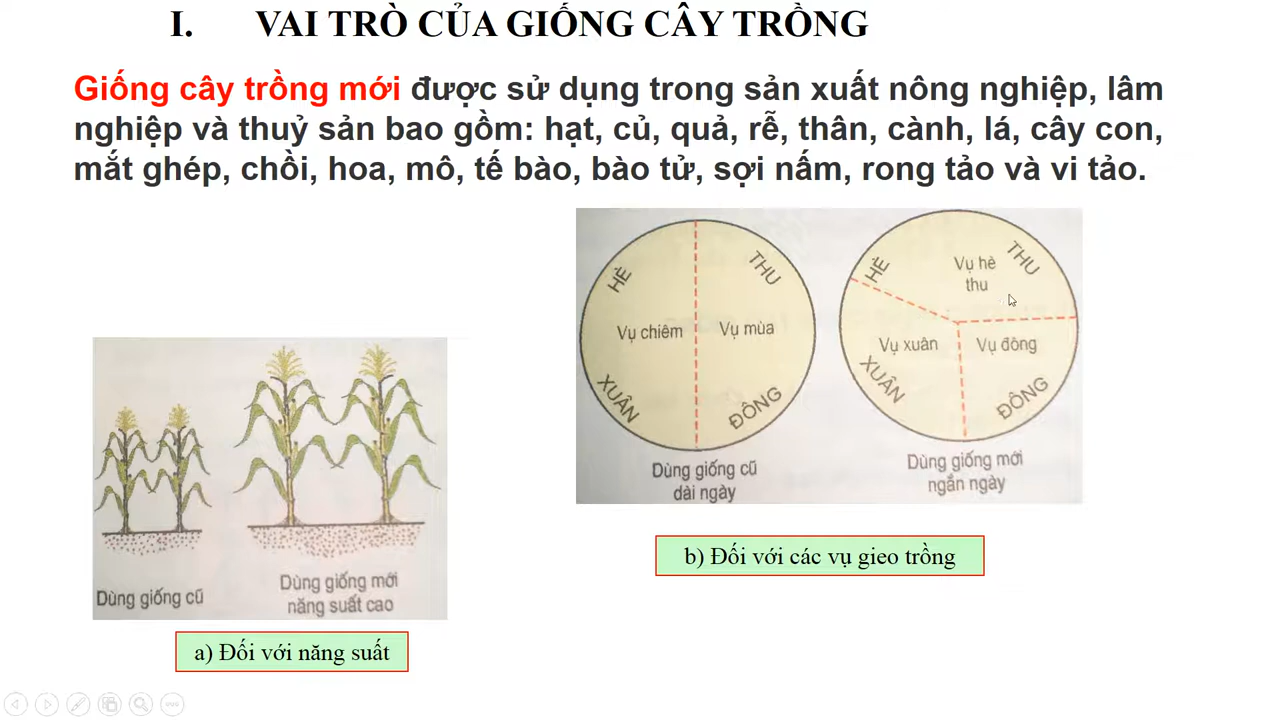 I. VAI TRÒ CỦA GIỐNG CÂY TRỒNG
Giống cây trồng mới được sử dụng trong sản xuất nông nghiệp, lâm
nghiệp và thuỷ sản bao gồm: hạt, củ, quả, rễ, thân, cành, lá, cây con,
mắt ghép, chồi, hoa, mô, tế bào, bào tử, sợi nấm, rong tảo và vi tảo.
HÈ
THU
Vụ chiêm
Vụ mùa
XUÂN
ĐÔNG
Dùng giống cũ
dài ngày
HÈ
THU
Vụ hè
thu
Vụ xuân
Vụ đông
XUÂN
ĐÔNG
Dùng giống mới
ngắn ngày
b) Đối với các vụ gieo trồng
Dùng giống cũ
Dùng giống mới
năng suất cao
a) Đối với năng suất